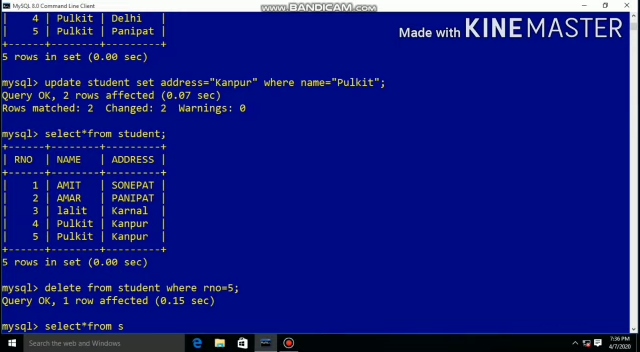 MySQL 8.0 Command Line Client
www.BANDICAM.com
Made with KINEMASTER
|    4 | Pulkit | Delhi   |
|    5 | Pulkit | Panipat |
+------+--------+---------+
5 rows in set (0.00 sec)
mysql> update student set address="Kanpur" where name="Pulkit";
Query OK, 2 rows affected (0.07 sec)
Rows matched: 2  Changed: 2  Warnings: 0
mysql> select*from student;
+------+--------+---------+
| RNO  | NAME   | ADDRESS |
+------+--------+---------+
|    1 | AMIT   | SONEPAT |
|    2 | AMAR   | PANIPAT |
|    3 | lalit  | Karnal  |
|    4 | Pulkit | Kanpur  |
|    5 | Pulkit | Kanpur  |
+------+--------+---------+
5 rows in set (0.00 sec)
mysql> delete from student where rno=5;
Query OK, 1 row affected (0.15 sec)
mysql> select*from s
Search the web and Windows
7:36 PM
4/7/2020